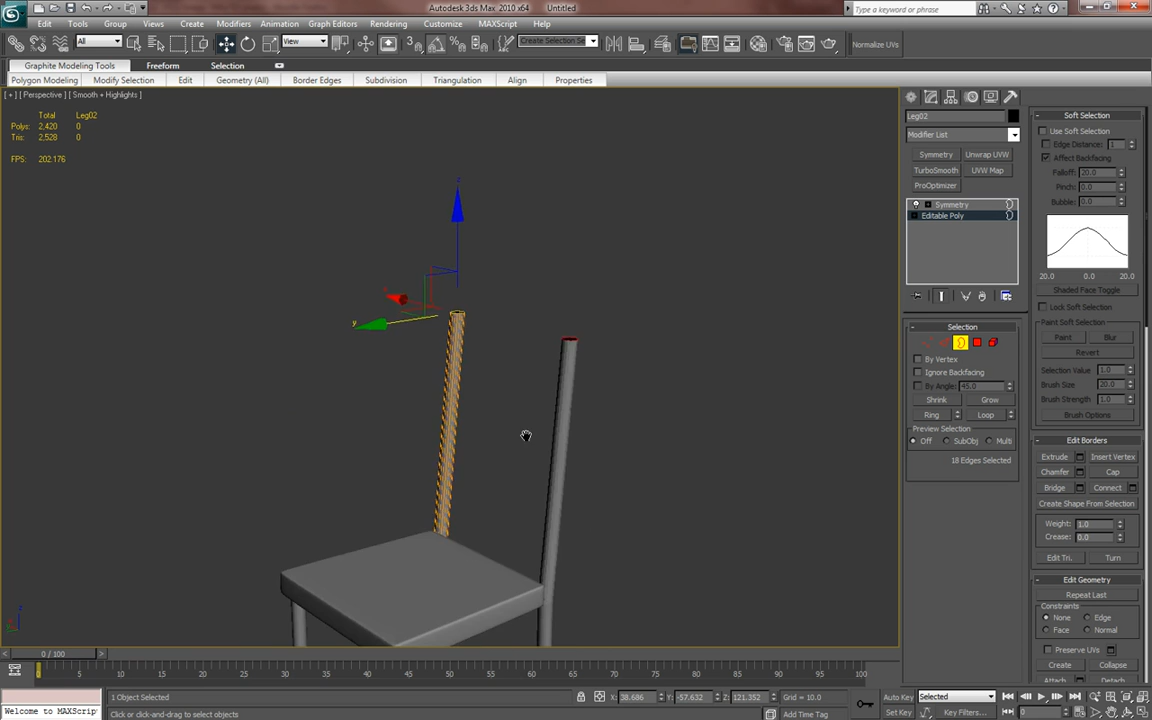 Autodesk 3ds Max 2010 x64 Untitled
Type a keyword or phrase
Edit Tools Group Views Create Modifiers Animation Graph Editors Rendering Customize MAXScript Help
All View Create Selection Se Normalize UVs
Graphite Modeling Tools Freeform Selection
Polygon Modeling Modify Selection Edit Geometry (All) Border Edges Subdivision Triangulation Align Properties
[ + ] [ Perspective ] [ Smooth + Highlights ]
Total Leg02
Polys: 2,420 0
Tris: 2,528 0
FPS: 202.176
z
y
Leg02
Modifier List
Symmetry Unwrap UVW
TurboSmooth UVW Map
ProOptimizer
Symmetry
Editable Poly
Selection
By Vertex
Ignore Backfacing
By Angle: 45.0
Shrink Grow
Ring Loop
Preview Selection
Off SubObj Multi
18 Edges Selected
Soft Selection
Use Soft Selection
Edge Distance: 1
Affect Backfacing
Falloff: 20.0
Pinch: 0.0
Bubble: 0.0
20.0 0.0 20.0
Shaded Face Toggle
Lock Soft Selection
Paint Soft Selection
Paint Blur
Revert
Selection Value 1.0
Brush Size 20.0
Brush Strength 1.0
Brush Options
Edit Borders
Extrude Insert Vertex
Chamfer Cap
Bridge Connect
Create Shape From Selection
Weight: 1.0
Crease: 0.0
Edit Tri. Turn
Edit Geometry
Repeat Last
Constraints
None Edge
Face Normal
Preserve UVs
Create Collapse
Attach Detach
0 / 100
0 5 10 15 20 25 30 35 40 45 50 55 60 65 70 75 80 85 90 95 100
1 Object Selected X: 38.686 Y: -57.632 Z: 121.352 Grid = 10.0 Auto Key Selected
Welcome to MAXScrip Click or click-and-drag to select objects Add Time Tag Set Key Key Filters... 0